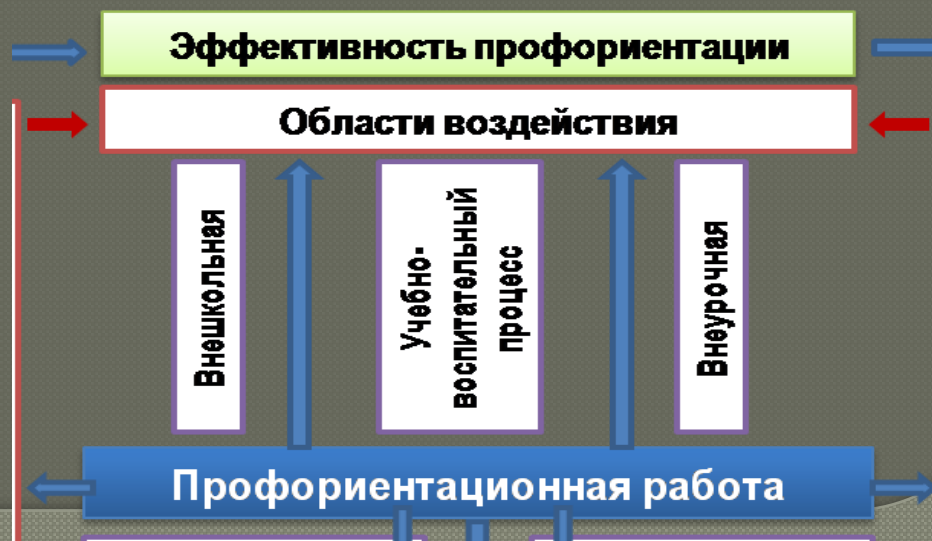 Эффективность профориентации
Области воздействия
Внешкольная
Учебно-
воспитательный
процесс
Внеурочная
Профориентационная работа